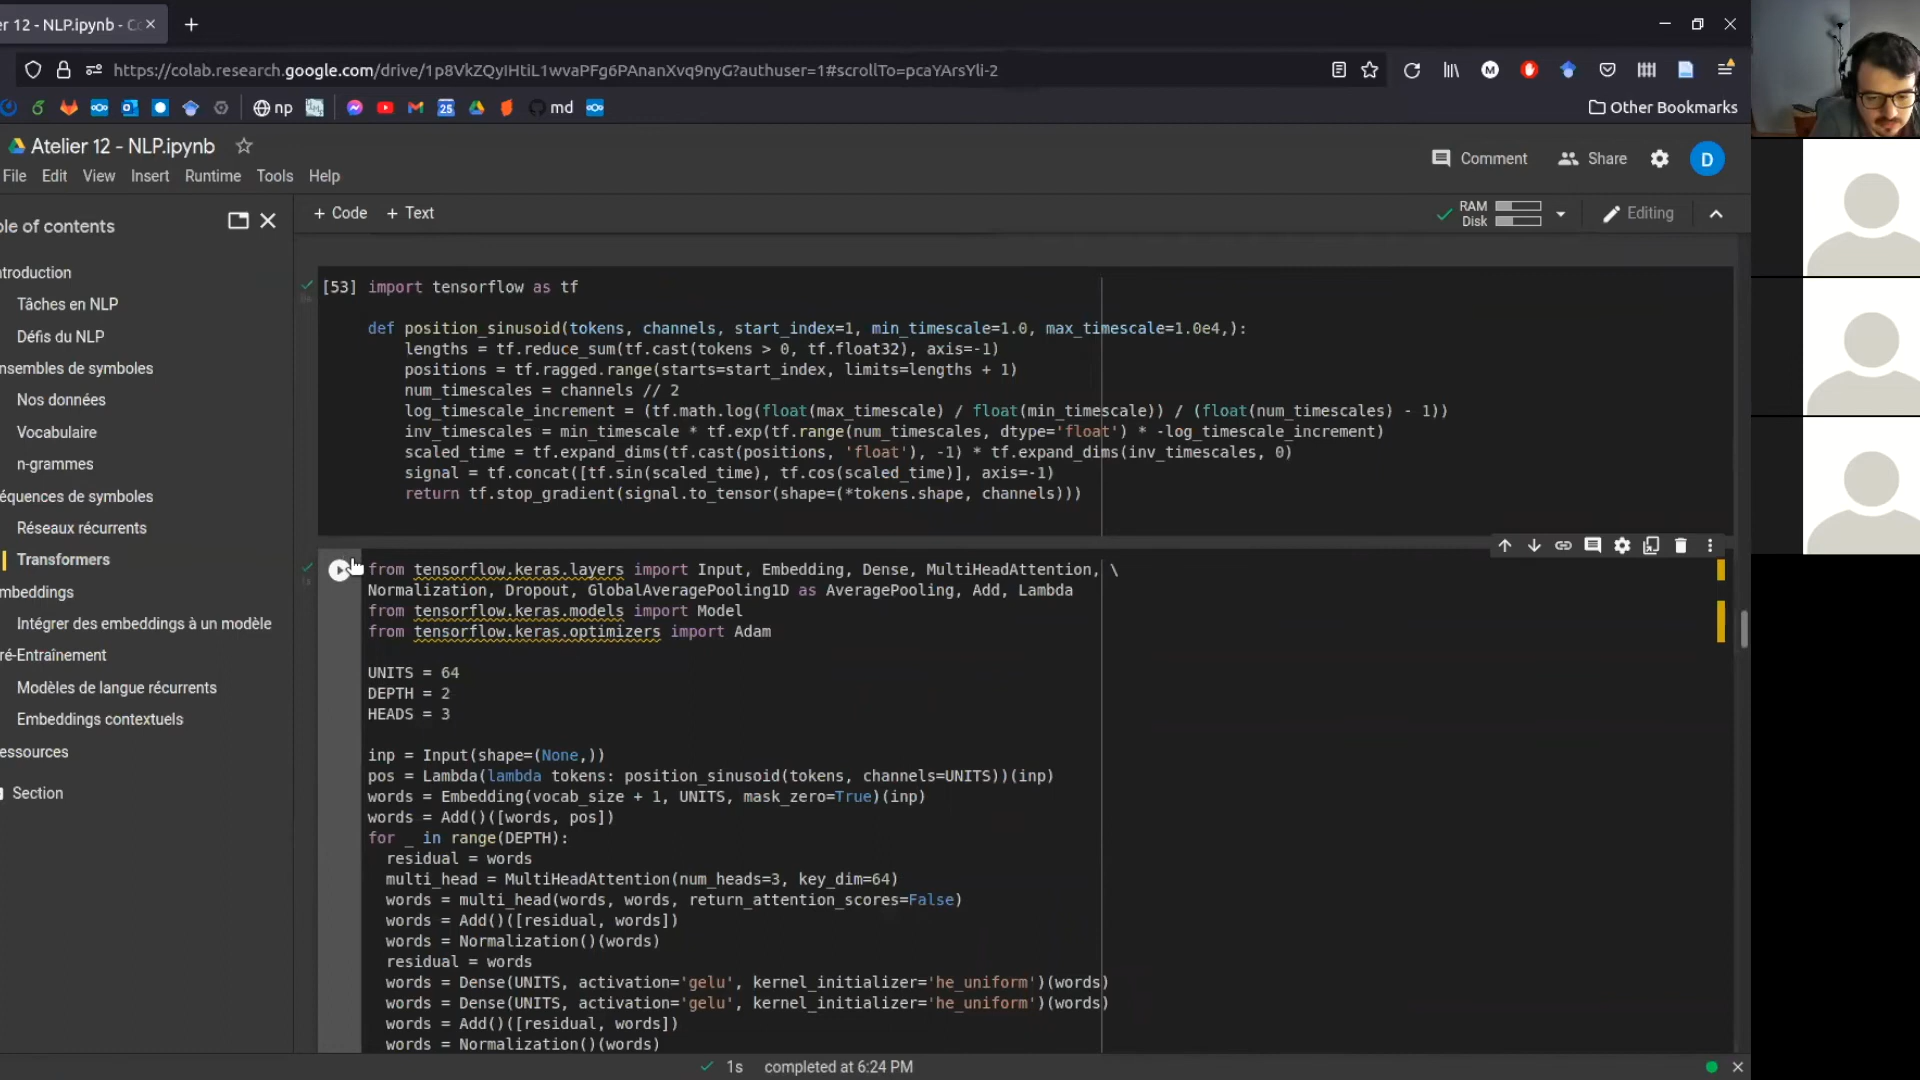 er 12 - NLP.ipynb - Co
https://colab.research.google.com/drive/1p8VkZQyIHtiL1wvaPFg6PAnanXvq9nyG?authuser=1#scrollTo=pcaYArsYli-2
np
25
md
Other Bookmarks
Atelier 12 - NLP.ipynb
Comment
Share
D
File Edit View Insert Runtime Tools Help
+ Code + Text
RAM
Disk
Editing
ble of contents
ntroduction
Tâches en NLP
Défis du NLP
nsembles de symboles
Nos données
Vocabulaire
n-grammes
équences de symboles
Réseaux récurrents
Transformers
mbeddings
Intégrer des embeddings à un modèle
ré-Entraînement
Modèles de langue récurrents
Embeddings contextuels
essources
Section
[53] import tensorflow as tf
def position_sinusoid(tokens, channels, start_index=1, min_timescale=1.0, max_timescale=1.0e4,):
lengths = tf.reduce_sum(tf.cast(tokens > 0, tf.float32), axis=-1)
positions = tf.ragged.range(starts=start_index, limits=lengths + 1)
num_timescales = channels // 2
log_timescale_increment = (tf.math.log(float(max_timescale) / float(min_timescale)) / (float(num_timescales) - 1))
inv_timescales = min_timescale * tf.exp(tf.range(num_timescales, dtype='float') * -log_timescale_increment)
scaled_time = tf.expand_dims(tf.cast(positions, 'float'), -1) * tf.expand_dims(inv_timescales, 0)
signal = tf.concat([tf.sin(scaled_time), tf.cos(scaled_time)], axis=-1)
return tf.stop_gradient(signal.to_tensor(shape=(*tokens.shape, channels)))
from tensorflow.keras.layers import Input, Embedding, Dense, MultiHeadAttention, \
Normalization, Dropout, GlobalAveragePooling1D as AveragePooling, Add, Lambda
from tensorflow.keras.models import Model
from tensorflow.keras.optimizers import Adam
UNITS = 64
DEPTH = 2
HEADS = 3
inp = Input(shape=(None,))
pos = Lambda(lambda tokens: position_sinusoid(tokens, channels=UNITS))(inp)
words = Embedding(vocab_size + 1, UNITS, mask_zero=True)(inp)
words = Add()([words, pos])
for _ in range(DEPTH):
residual = words
multi_head = MultiHeadAttention(num_heads=3, key_dim=64)
words = multi_head(words, words, return_attention_scores=False)
words = Add()([residual, words])
words = Normalization()(words)
residual = words
words = Dense(UNITS, activation='gelu', kernel_initializer='he_uniform')(words)
words = Dense(UNITS, activation='gelu', kernel_initializer='he_uniform')(words)
words = Add()([residual, words])
words = Normalization()(words)
1s completed at 6:24 PM